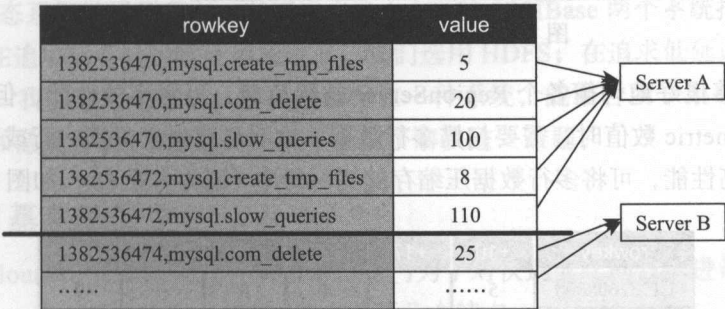 rowkey value
1382536470,mysql.create_tmp_files 5
1382536470,mysql.com_delete 20
1382536470,mysql.slow_queries 100
1382536472,mysql.create_tmp_files 8
1382536472,mysql.slow_queries 110
1382536474,mysql.com_delete 25
…… ……
Server A
Server B